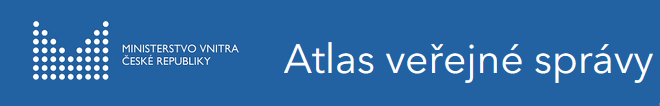 MINISTERSTVO VNITRA
ČESKÉ REPUBLIKY
Atlas veřejné správy